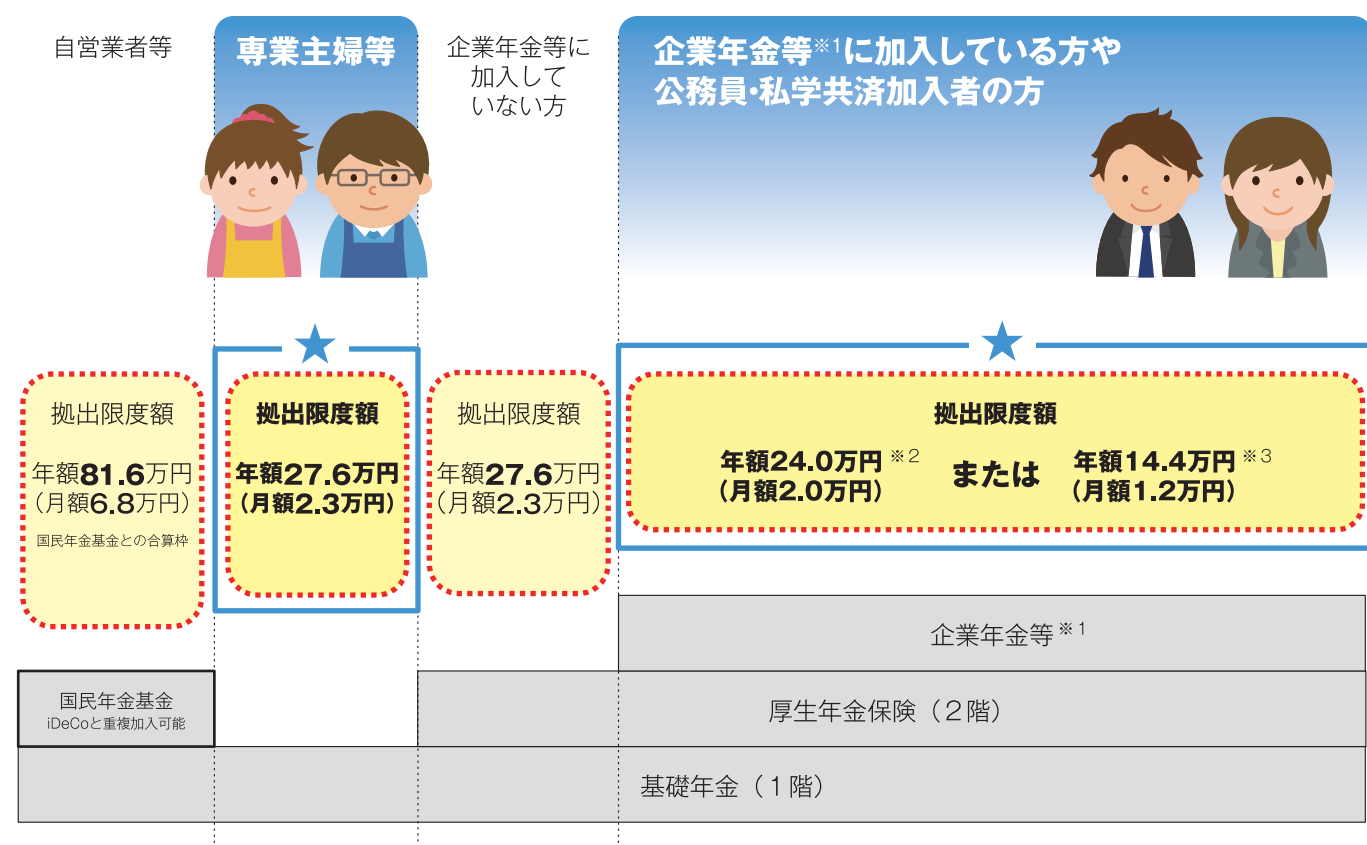 自営業者等
専業主婦等
企業年金等に
加入して
いない方
企業年金等※1に加入している方や
公務員・私学共済加入者の方
拠出限度額
年額81.6万円
（月額6.8万円）
国民年金基金との合算枠
拠出限度額
年額27.6万円
（月額2.3万円）
拠出限度額
年額27.6万円
（月額2.3万円）
拠出限度額
年額24.0万円※2
（月額2.0万円）
または
年額14.4万円※3
（月額1.2万円）
企業年金等※1
国民年金基金
iDeCoと重複加入可能
厚生年金保険（２階）
基礎年金（１階）